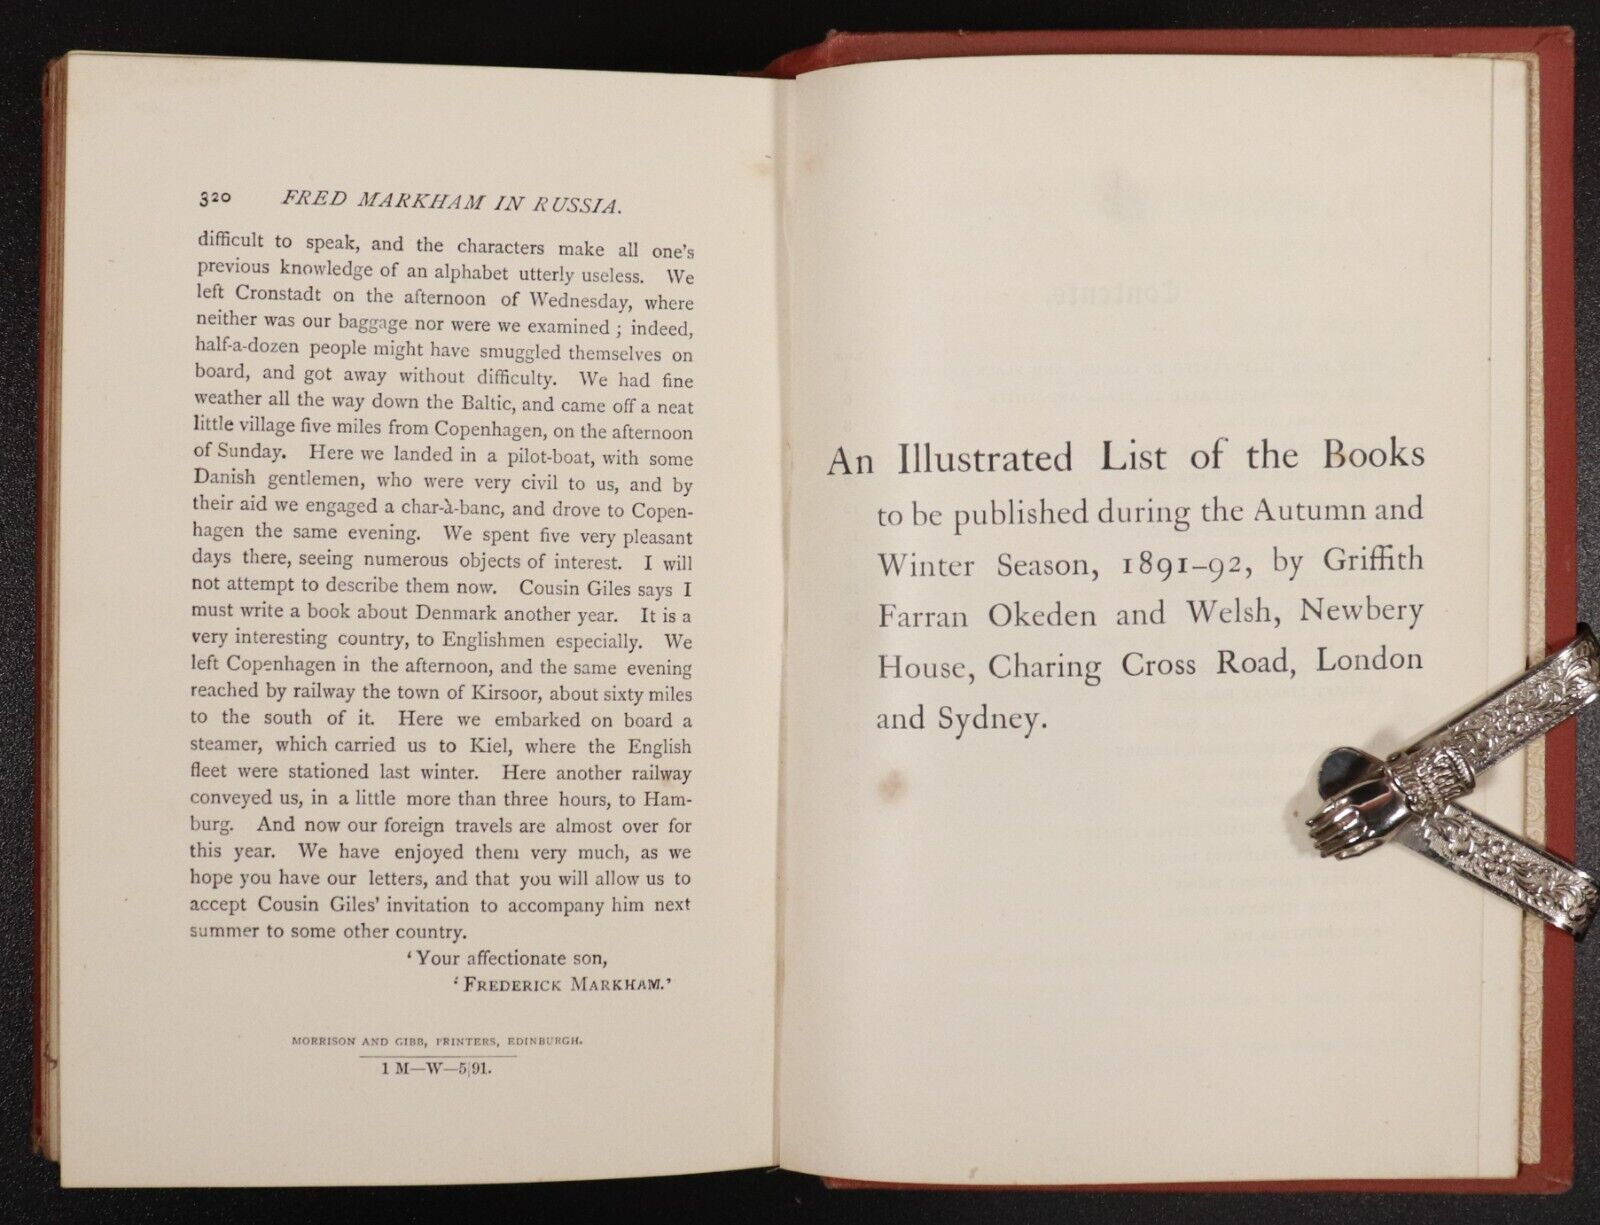 320 FRED MARKHAM IN RUSSIA.
difficult to speak, and the characters make all one's
previous knowledge of an alphabet utterly useless. We
left Cronstadt on the afternoon of Wednesday, where
neither was our baggage nor were we examined ; indeed,
half-a-dozen people might have smuggled themselves on
board, and got away without difficulty. We had fine
weather all the way down the Baltic, and came off a neat
little village five miles from Copenhagen, on the afternoon
of Sunday. Here we landed in a pilot-boat, with some
Danish gentlemen, who were very civil to us, and by
their aid we engaged a char-à-banc, and drove to Copen-
hagen the same evening. We spent five very pleasant
days there, seeing numerous objects of interest. I will
not attempt to describe them now. Cousin Giles says I
must write a book about Denmark another year. It is a
very interesting country, to Englishmen especially. We
left Copenhagen in the afternoon, and the same evening
reached by railway the town of Kirsoor, about sixty miles
to the south of it. Here we embarked on board a
steamer, which carried us to Kiel, where the English
fleet were stationed last winter. Here another railway
conveyed us, in a little more than three hours, to Ham-
burg. And now our foreign travels are almost over for
this year. We have enjoyed them very much, as we
hope you have our letters, and that you will allow us to
accept Cousin Giles' invitation to accompany him next
summer to some other country.
‘Your affectionate son,
‘FREDERICK MARKHAM.’
MORRISON AND GIBB, PRINTERS, EDINBURGH.
1 M—W—5|91.
An Illustrated List of the Books
to be published during the Autumn and
Winter Season, 1891–92, by Griffith
Farran Okeden and Welsh, Newbery
House, Charing Cross Road, London
and Sydney.